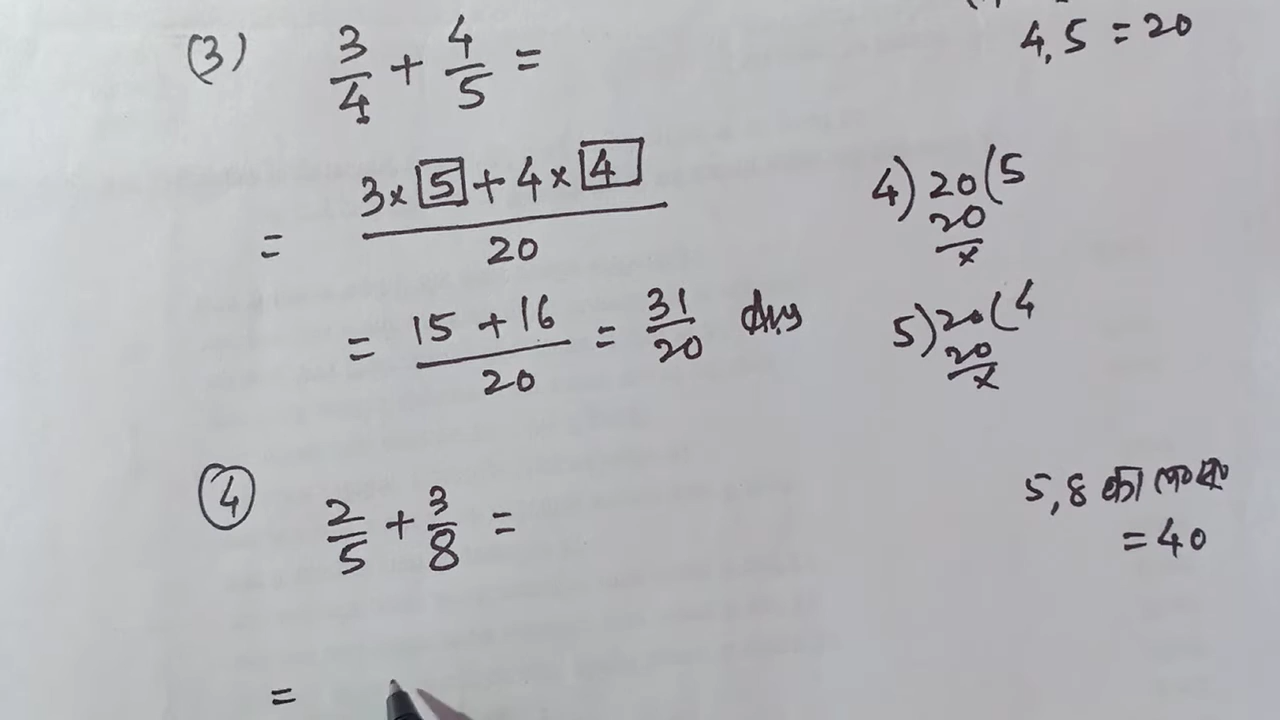 4, 5 = 20
(3) 3/4 + 4/5 =
= (3 × 5 + 4 × 4)/20
4) 20 (5
20
×
= (15 + 16)/20 = 31/20 Ans
5) 20 (4
20
×
(4) 2/5 + 3/8 =
5, 8 का
= 40
=